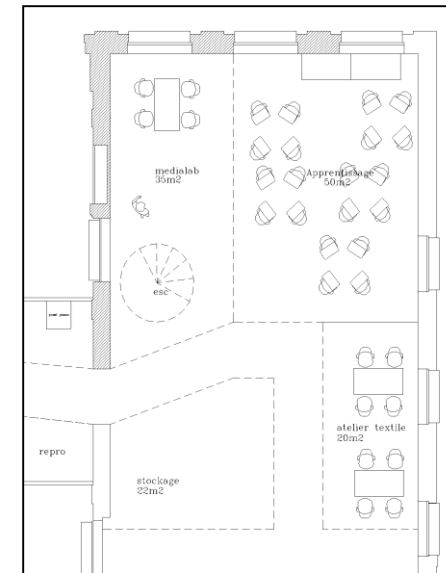 medialab
35m2
Apprentissage
50m2
esc
atelier textile
20m2
repro
stockage
22m2